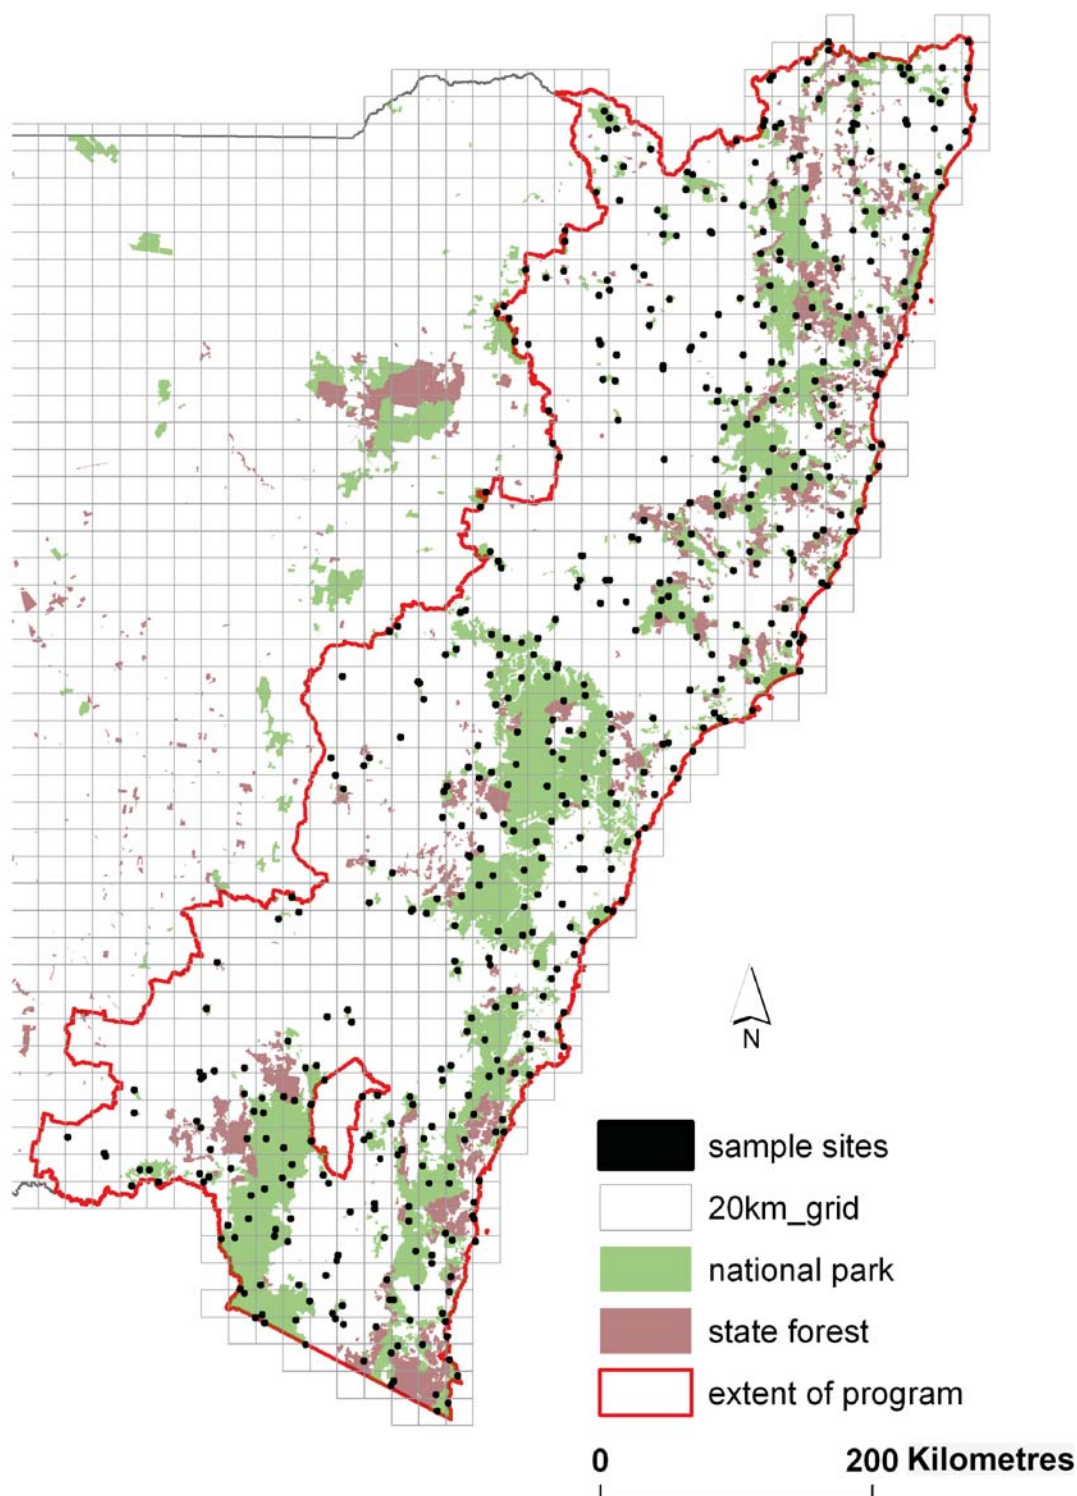 N
sample sites
20km_grid
national park
state forest
extent of program
0 200 Kilometres